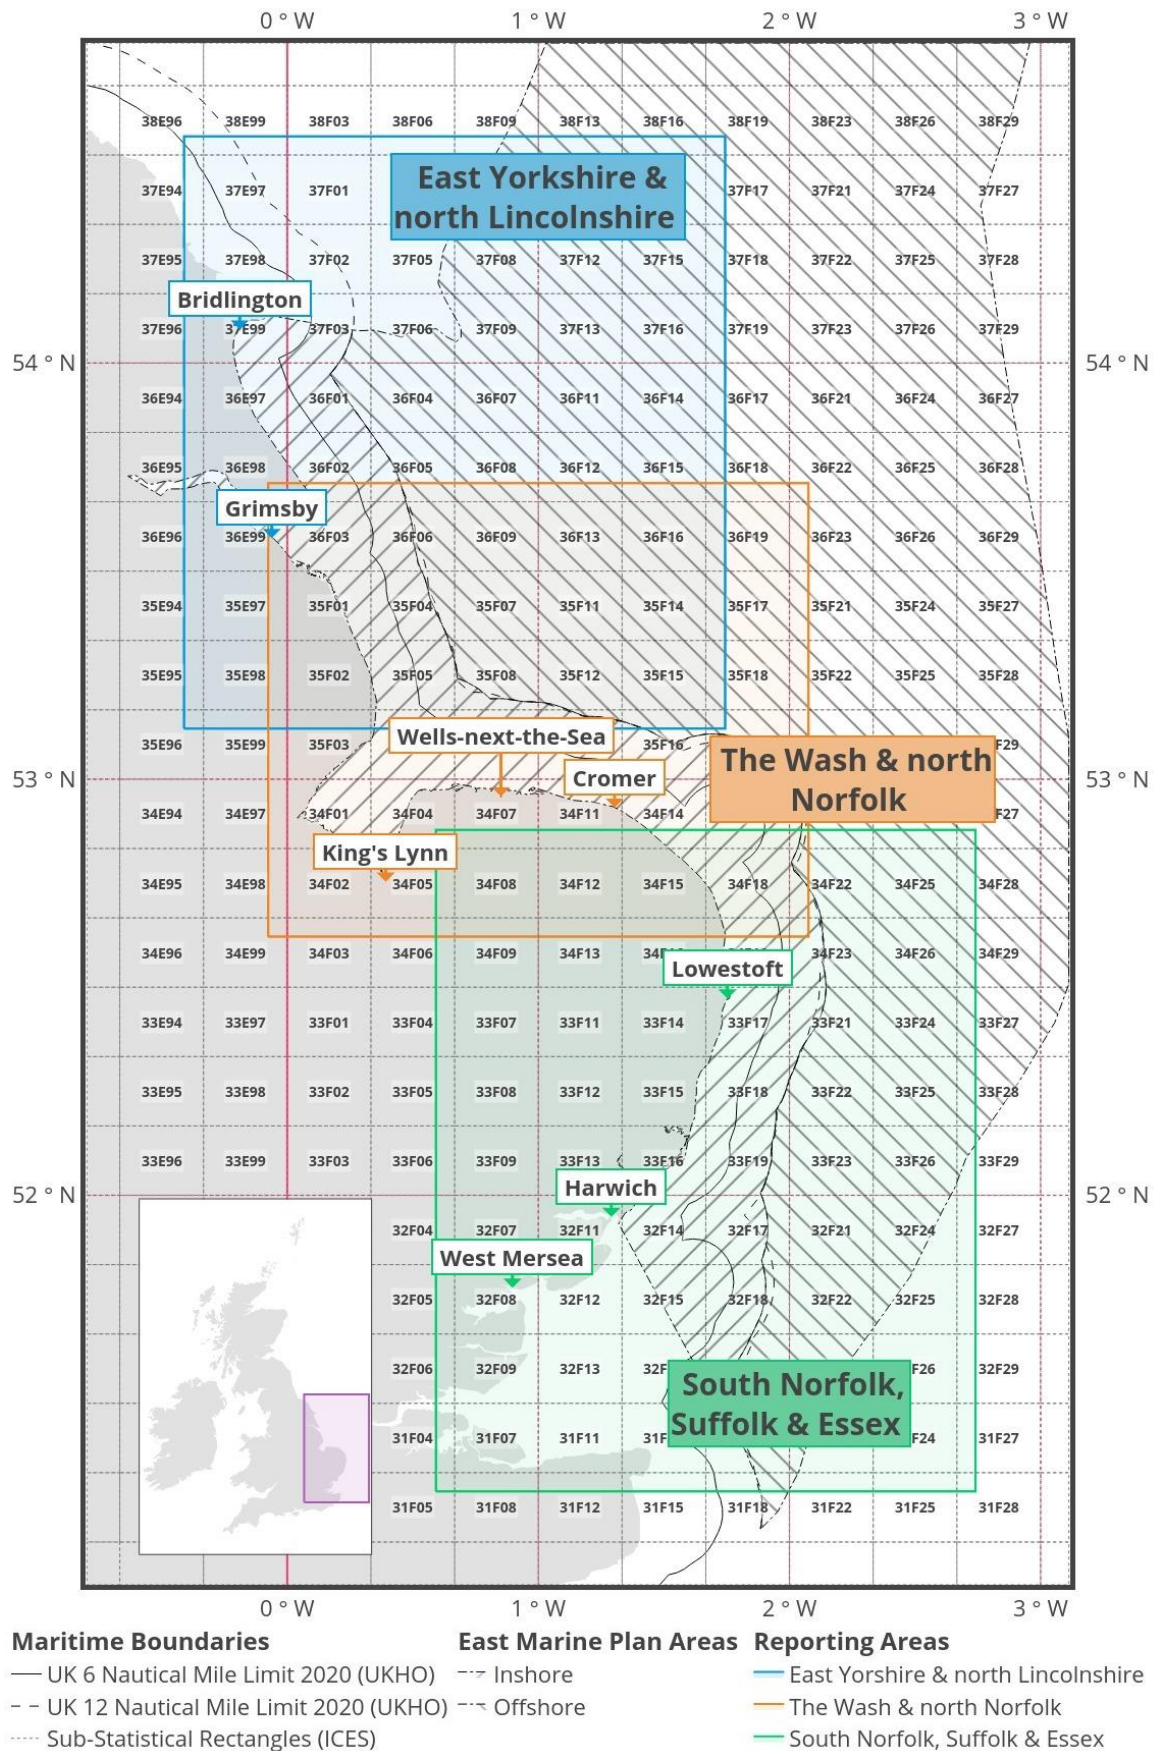 0 ° W 1 ° W 2 ° W 3 ° W
38E96 38E99 38F03 38F06 38F09 38F13 38F16 38F19 38F23 38F26 38F29
East Yorkshire &
37E94 37E97 37F01 37F17 37F21 37F24 37F27
north Lincolnshire
37E95 37E98 37F02 37F05 37F08 37F12 37F15 37F18 37F22 37F25 37F28
Bridlington
37E96 37E99 37F03 37F06 37F09 37F13 37F16 37F19 37F23 37F26 37F29
54 ° N 54 ° N
36E94 36E97 36F01 36F04 36F07 36F11 36F14 36F17 36F21 36F24 36F27
36E95 36E98 36F02 36F05 36F08 36F12 36F15 36F18 36F22 36F25 36F28
Grimsby
36E96 36E99 36F03 36F06 36F09 36F13 36F16 36F19 36F23 36F26 36F29
35E94 35E97 35F01 35F04 35F07 35F11 35F14 35F17 35F21 35F24 35F27
35E95 35E98 35F02 35F05 35F08 35F12 35F15 35F18 35F22 35F25 35F28
Wells-next-the-Sea
35E96 35E99 35F03 35F16 F29
The Wash & north
53 ° N Cromer 53 ° N
Norfolk
34E94 34E97 34F01 34F04 34F07 34F11 34F14 F27
King's Lynn
34E95 34E98 34F02 34F05 34F08 34F12 34F15 34F18 34F22 34F25 34F28
34E96 34E99 34F03 34F06 34F09 34F13 34F23 34F26 34F29
Lowestoft
33E94 33E97 33F01 33F04 33F07 33F11 33F14 33F17 33F21 33F24 33F27
33E95 33E98 33F02 33F05 33F08 33F12 33F15 33F18 33F22 33F25 33F28
33E96 33E99 33F03 33F06 33F09 33F13 33F16 33F19 33F23 33F26 33F29
52 ° N Harwich 52 ° N
32F04 32F07 32F11 32F14 32F17 32F21 32F24 32F27
West Mersea
32F05 32F08 32F12 32F15 32F18 32F22 32F25 32F28
32F06 32F09 32F13 32F F26 32F29
South Norfolk,
Suffolk & Essex
31F04 31F07 31F11 31F F24 31F27
31F05 31F08 31F12 31F15 31F18 31F22 31F25 31F28
0 ° W 1 ° W 2 ° W 3 ° W
Maritime Boundaries East Marine Plan Areas Reporting Areas
UK 6 Nautical Mile Limit 2020 (UKHO) Inshore East Yorshire & north Lincolnshire
UK 12 Nautical Mile Limit 2020 (UKHO) Offshore The Wash & north Norfolk
Sub-Statistical Rectangles (ICES) South Norfolk, Suffolk & Essex